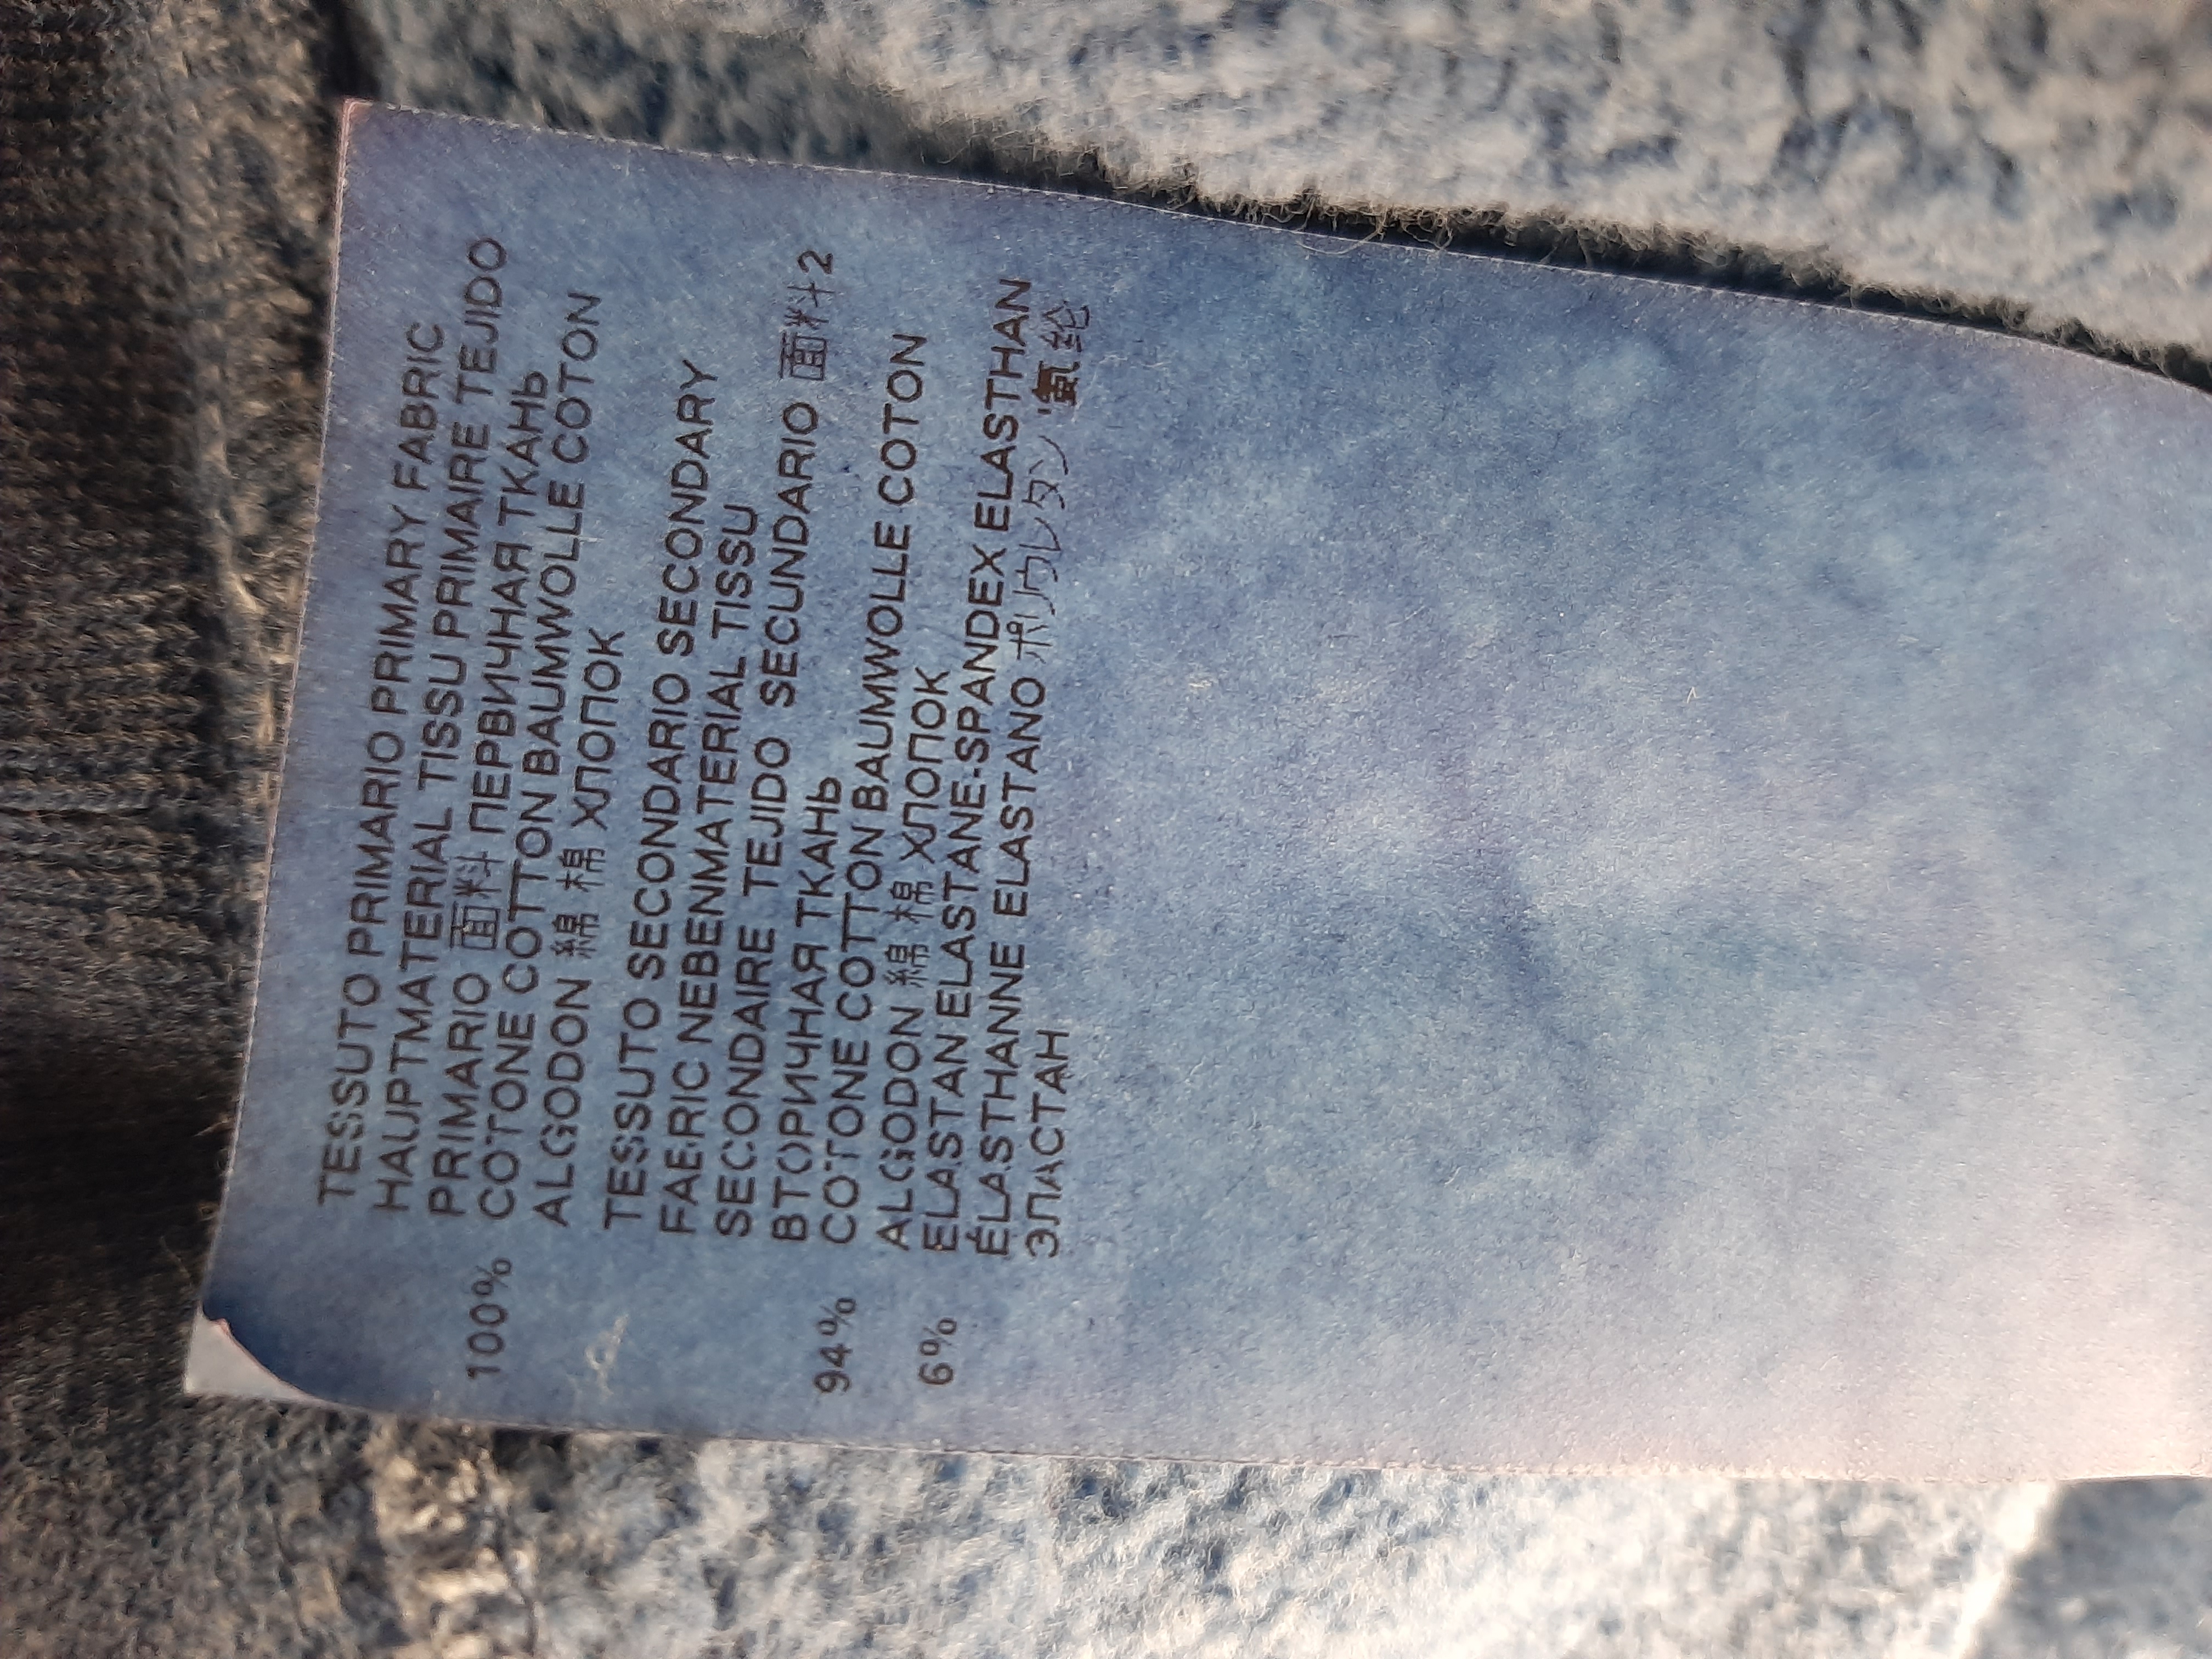 TESSUTO PRIMARIO PRIMARY FABRIC
HAUPTMATERIAL TISSU PRIMAIRE TEJIDO
PRIMARIO 面料 ПЕРВИЧНАЯ ТКАНЬ
100% COTONE COTTON BAUMWOLLE COTON
ALGODON 綿 棉 ХЛОПОК
TESSUTO SECONDARIO SECONDARY
FABRIC NEBENMATERIAL TISSU
SECONDAIRE TEJIDO SECUNDARIO 面料2
ВТОРИЧНАЯ ТКАНЬ
94% COTONE COTTON BAUMWOLLE COTON
ALGODON 綿 棉 ХЛОПОК
6% ELASTAN ELASTANE-SPANDEX ELASTHAN
ÉLASTHANNE ELASTANO ポリウレタン 氨纶
ЭЛАСТАН